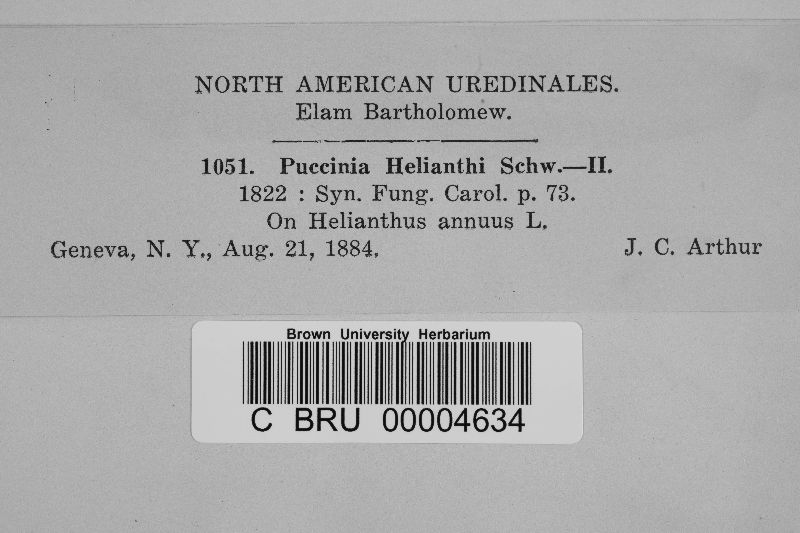 NORTH AMERICAN UREDINALES.
Elam Bartholomew.
1051. Puccinia Helianthi Schw.—II.
1822 : Syn. Fung. Carol. p. 73.
On Helianthus annuus L.
Geneva, N. Y., Aug. 21, 1884. J. C. Arthur
Brown University Herbarium
C BRU 00004634